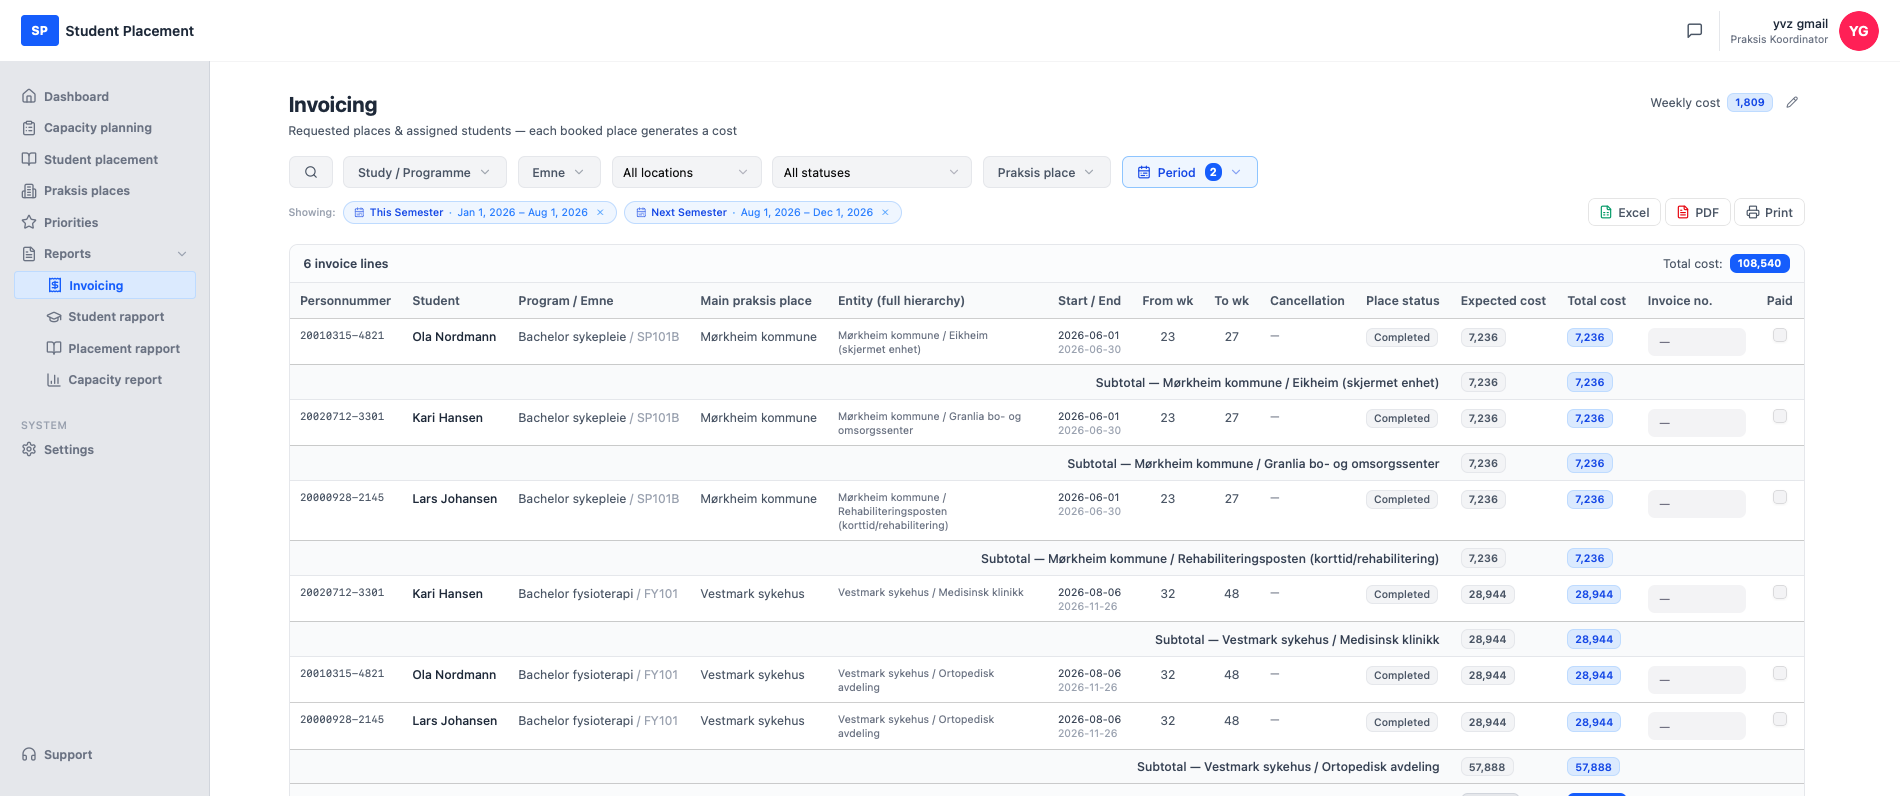 SP Student Placement
yvz gmail
Praksis Koordinator
YG
Dashboard
Capacity planning
Student placement
Praksis places
Priorities
Reports
Invoicing
Student rapport
Placement rapport
Capacity report
SYSTEM
Settings
Support
Invoicing
Requested places & assigned students — each booked place generates a cost
Weekly cost 1,809
Study / Programme Emne All locations All statuses Praksis place Period 2
Showing: This Semester · Jan 1, 2026 – Aug 1, 2026 × Next Semester · Aug 1, 2026 – Dec 1, 2026 ×
Excel PDF Print
6 invoice lines Total cost: 108,540
Personnummer Student Program / Emne Main praksis place Entity (full hierarchy) Start / End From wk To wk Cancellation Place status Expected cost Total cost Invoice no. Paid
20010315–4821 Ola Nordmann Bachelor sykepleie / SP101B Mørkheim kommune Mørkheim kommune / Eikheim 2026-06-01 23 27 — Completed 7,236 7,236 —
(skjermet enhet) 2026-06-30
Subtotal — Mørkheim kommune / Eikheim (skjermet enhet) 7,236 7,236
20020712–3301 Kari Hansen Bachelor sykepleie / SP101B Mørkheim kommune Mørkheim kommune / Granlia bo- og 2026-06-01 23 27 — Completed 7,236 7,236 —
omsorgssenter 2026-06-30
Subtotal — Mørkheim kommune / Granlia bo- og omsorgssenter 7,236 7,236
20000928–2145 Lars Johansen Bachelor sykepleie / SP101B Mørkheim kommune Mørkheim kommune / 2026-06-01 23 27 — Completed 7,236 7,236 —
Rehabiliteringsposten 2026-06-30
(korttid/rehabilitering)
Subtotal — Mørkheim kommune / Rehabiliteringsposten (korttid/rehabilitering) 7,236 7,236
20020712–3301 Kari Hansen Bachelor fysioterapi / FY101 Vestmark sykehus Vestmark sykehus / Medisinsk klinikk 2026-08-06 32 48 — Completed 28,944 28,944 —
2026-11-26
Subtotal — Vestmark sykehus / Medisinsk klinikk 28,944 28,944
20010315–4821 Ola Nordmann Bachelor fysioterapi / FY101 Vestmark sykehus Vestmark sykehus / Ortopedisk 2026-08-06 32 48 — Completed 28,944 28,944 —
avdeling 2026-11-26
20000928–2145 Lars Johansen Bachelor fysioterapi / FY101 Vestmark sykehus Vestmark sykehus / Ortopedisk 2026-08-06 32 48 — Completed 28,944 28,944 —
avdeling 2026-11-26
Subtotal — Vestmark sykehus / Ortopedisk avdeling 57,888 57,888